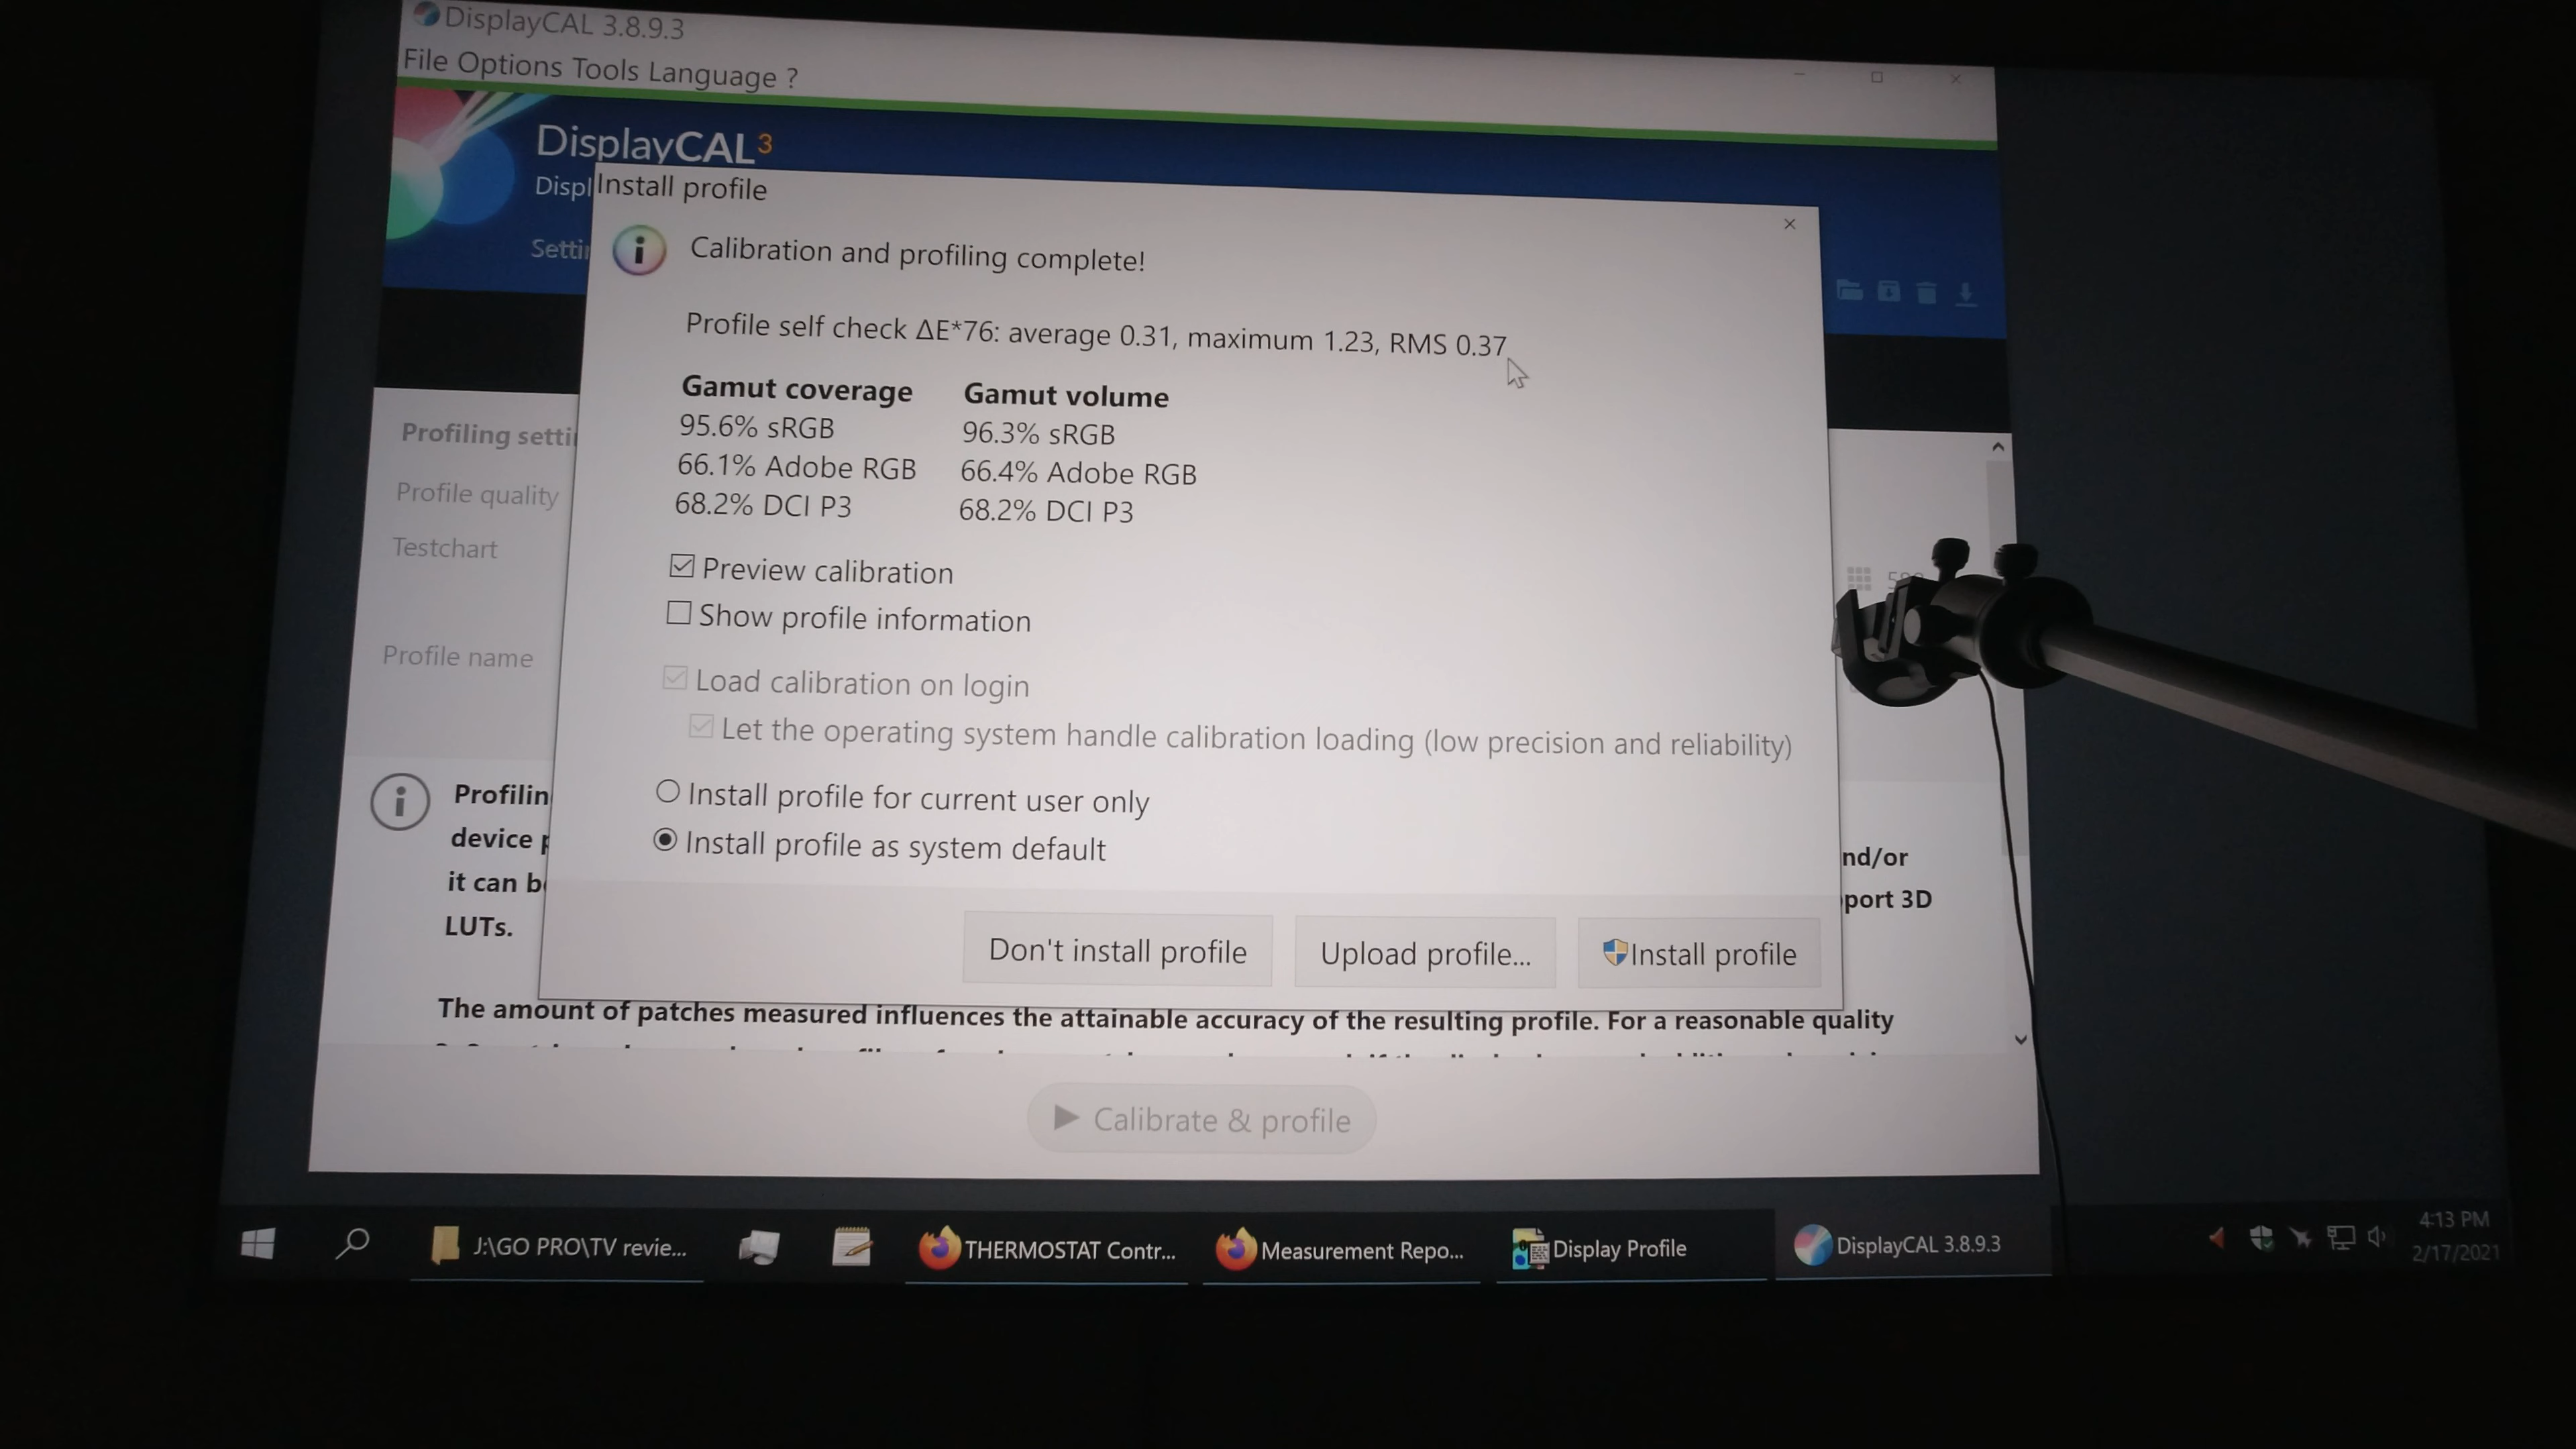 DisplayCAL 3.8.9.3
File Options Tools Language ?
DisplayCAL3
Displ
Install profile
Calibration and profiling complete!
Profile self check ΔE*76: average 0.31, maximum 1.23, RMS 0.37
Gamut coverage Gamut volume
95.6% sRGB 96.3% sRGB
66.1% Adobe RGB 66.4% Adobe RGB
68.2% DCI P3 68.2% DCI P3
Preview calibration
Show profile information
Load calibration on login
Let the operating system handle calibration loading (low precision and reliability)
Install profile for current user only
Install profile as system default
Don't install profile
Upload profile...
Install profile
Settin
Profiling setti
Profile quality
Testchart
Profile name
Profilin
device p
it can be
LUTs.
nd/or
port 3D
The amount of patches measured influences the attainable accuracy of the resulting profile. For a reasonable quality
Calibrate & profile
J:\GO PRO\TV revie...
THERMOSTAT Contr...
Measurement Repo...
Display Profile
DisplayCAL 3.8.9.3
4:13 PM
2/17/2021